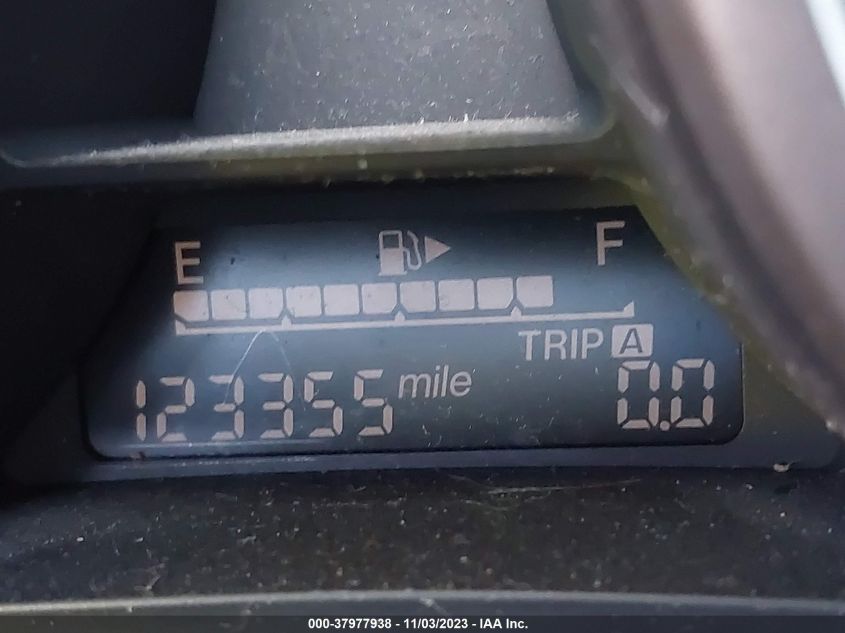 E F
TRIP A
123355 mile 0.0
000-37977938 - 11/03/2023 - IAA Inc.